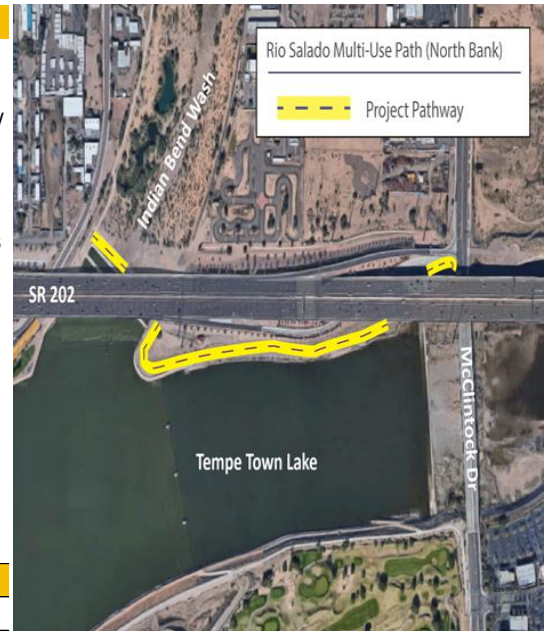 Rio Salado Multi-Use Path (North Bank)
Project Pathway
Indian Bend Wash
SR 202
McClintock Dr
Tempe Town Lake